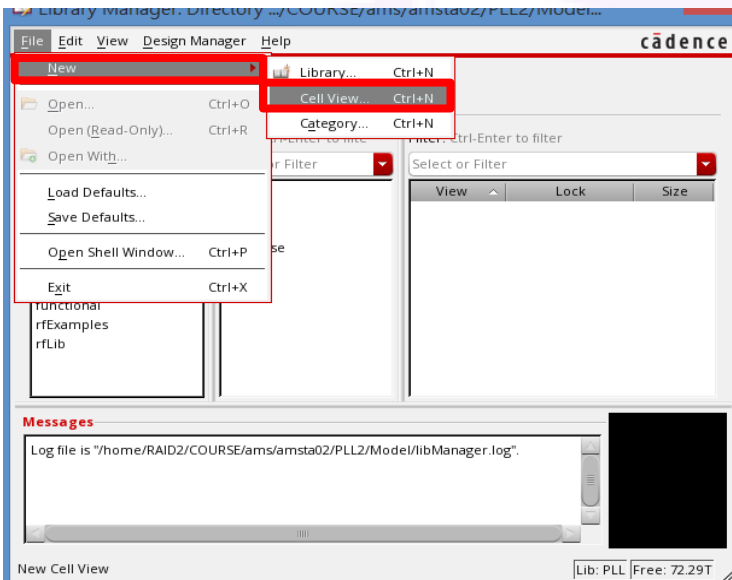 Library Manager: Directory .../COURSE/ams/amsta02/PLL2/Model...
File Edit View Design Manager Help cādence
New
Library... Ctrl+N
Open... Ctrl+O
Cell View... Ctrl+N
Open (Read-Only)... Ctrl+R
Category... Ctrl+N
Filter: Ctrl-Enter to filter
Open With...
r Filter
Select or Filter
View Lock Size
Load Defaults...
Save Defaults...
Open Shell Window... Ctrl+P
se
Exit Ctrl+X
functional
rfExamples
rfLib
Messages
Log file is "/home/RAID2/COURSE/ams/amsta02/PLL2/Model/libManager.log".
New Cell View
Lib: PLL Free: 72.29T